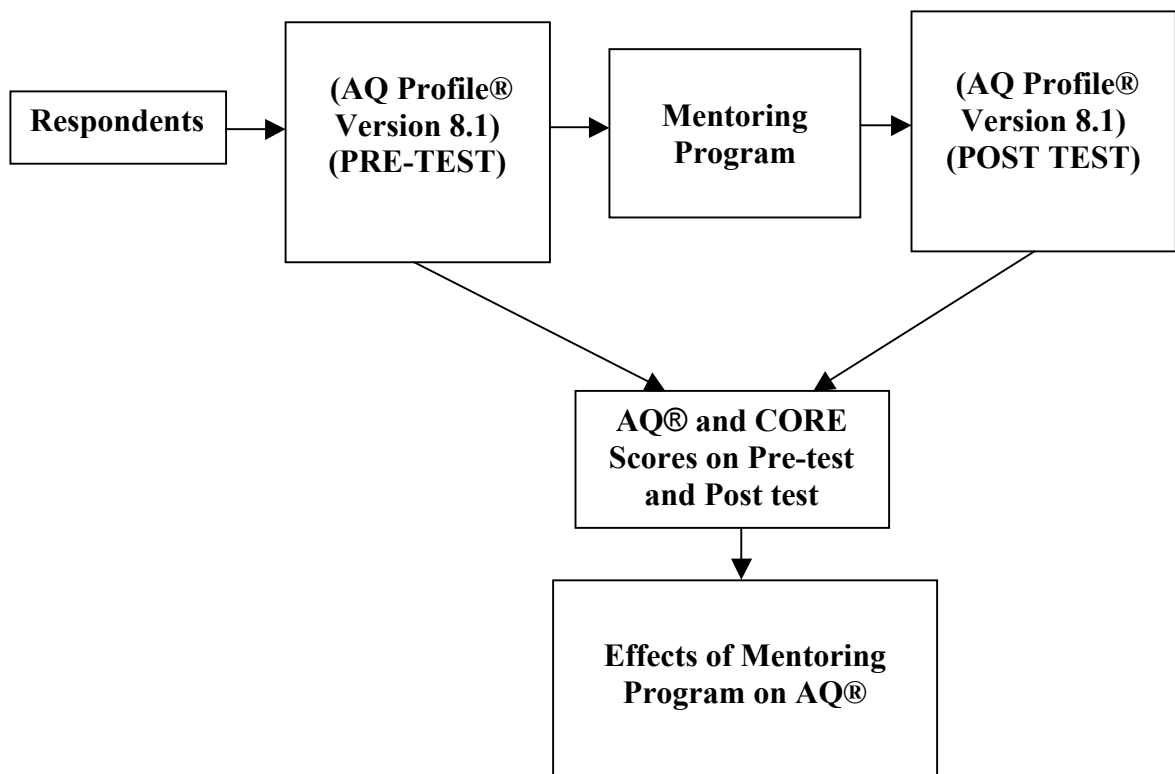 Respondents
(AQ Profile®
Version 8.1)
(PRE-TEST)
Mentoring
Program
(AQ Profile®
Version 8.1)
(POST TEST)
AQ® and CORE
Scores on Pre-test
and Post test
Effects of Mentoring
Program on AQ®